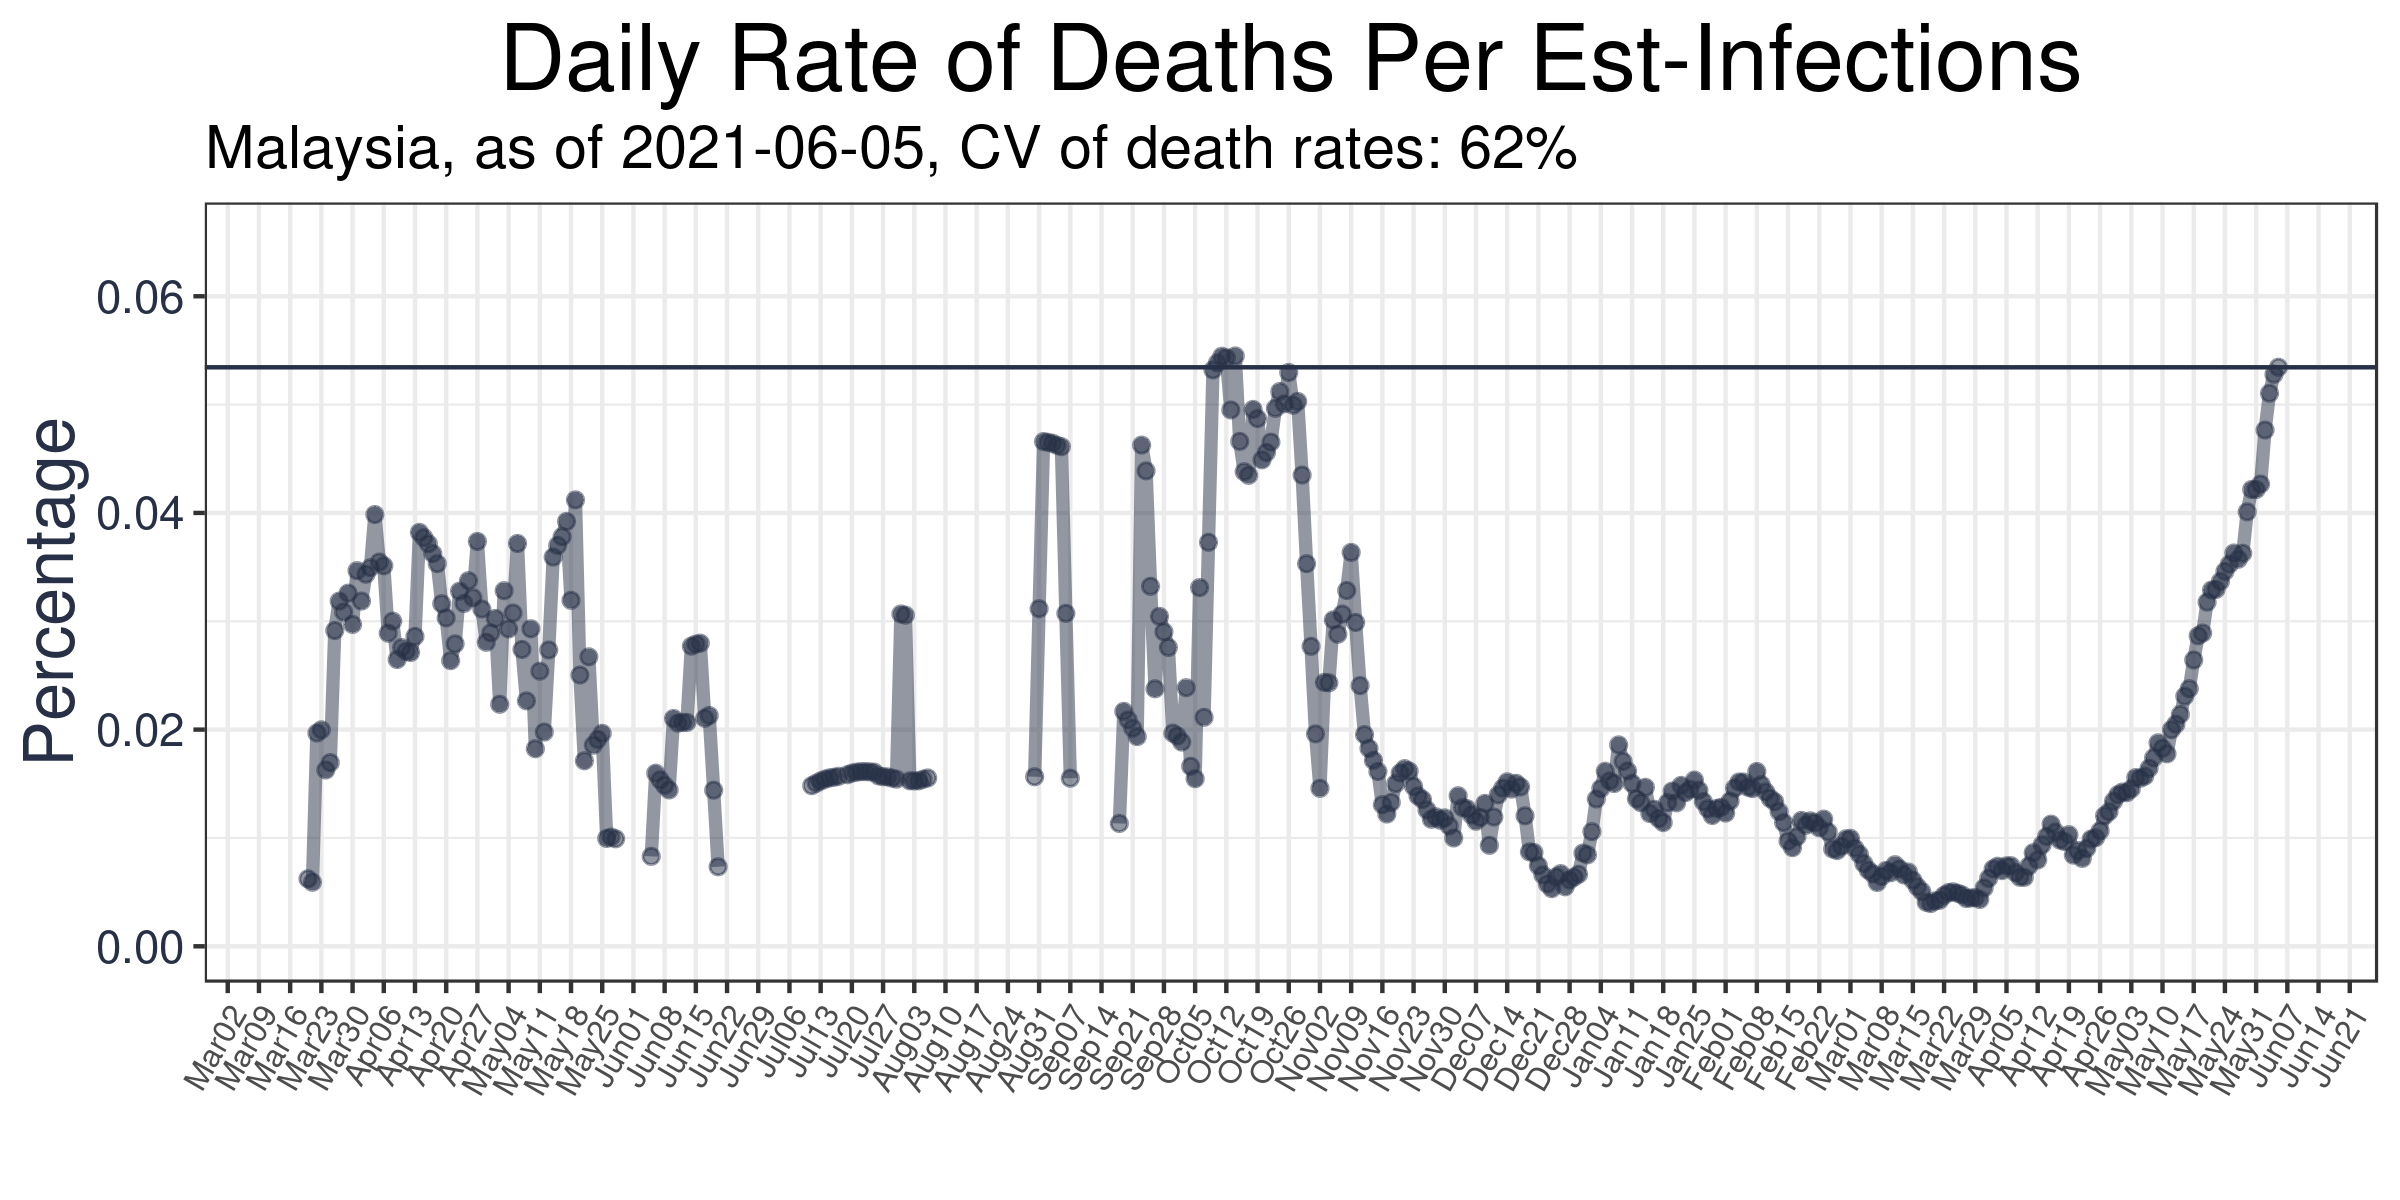 Daily Rate of Deaths Per Est-Infections
Malaysia, as of 2021-06-05, CV of death rates: 62%
Percentage
0.06
0.04
0.02
0.00
Mar02
Mar09
Mar16
Mar23
Mar30
Apr06
Apr13
Apr20
Apr27
May04
May11
May18
May25
Jun01
Jun08
Jun15
Jun22
Jun29
Jul06
Jul13
Jul20
Jul27
Aug03
Aug10
Aug17
Aug24
Aug31
Sep07
Sep14
Sep21
Sep28
Oct05
Oct12
Oct19
Oct26
Nov02
Nov09
Nov16
Nov23
Nov30
Dec07
Dec14
Dec21
Dec28
Jan04
Jan11
Jan18
Jan25
Feb01
Feb08
Feb15
Feb22
Mar01
Mar08
Mar15
Mar22
Mar29
Apr05
Apr12
Apr19
Apr26
May03
May10
May17
May24
May31
Jun07
Jun14
Jun21